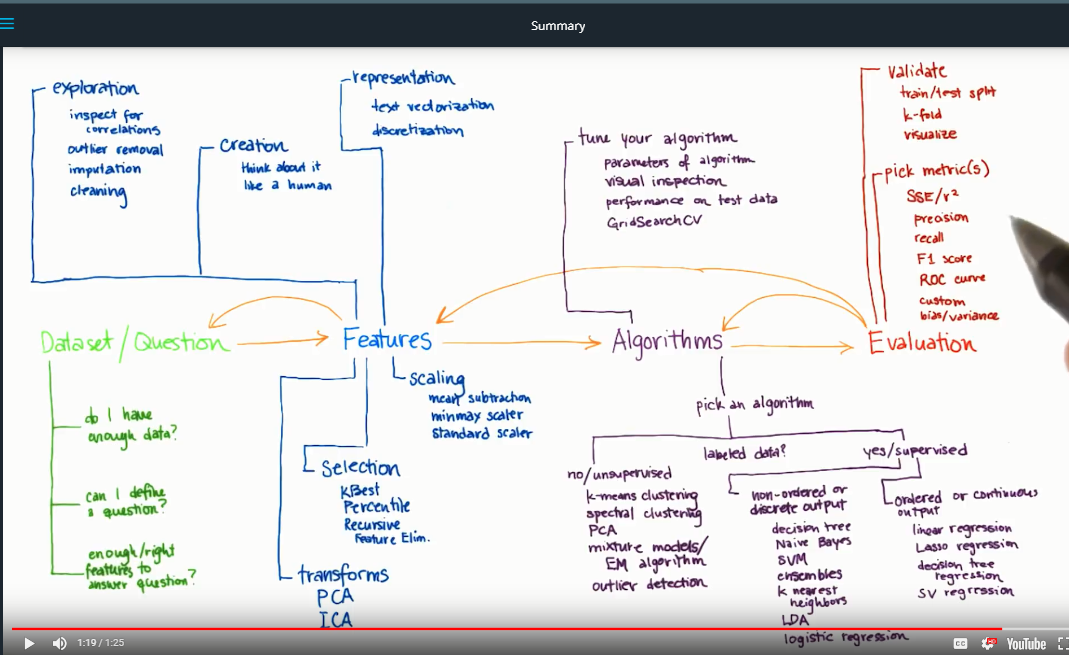 Summary
exploration
inspect for
correlations
outlier removal
imputation
cleaning
creation
think about it
like a human
representation
text vectorization
discretization
tune your algorithm
parameters of algorithm
visual inspection
performance on test data
GridSearchCV
validate
train/test split
k-fold
visualize
pick metric(s)
SSE/r²
precision
recall
F1 score
ROC curve
custom
bias/variance
Dataset/Question
Features
Algorithms
Evaluation
do I have
enough data?
can I define
a question?
enough/right
features to
answer question?
scaling
mean subtraction
minmax scaler
standard scaler
Selection
KBest
Percentile
Recursive
Feature Elim.
transforms
PCA
ICA
pick an algorithm
labeled data?
no/unsupervised
k-means clustering
spectral clustering
PCA
mixture models/
EM algorithm
outlier detection
yes/supervised
non-ordered or
discrete output
decision tree
Naive Bayes
SVM
ensembles
k nearest
neighbors
LDA
logistic regression
ordered or continuous
output
linear regression
Lasso regression
decision tree
regression
SV regression
1:19 / 1:25
CC
HD
YouTube